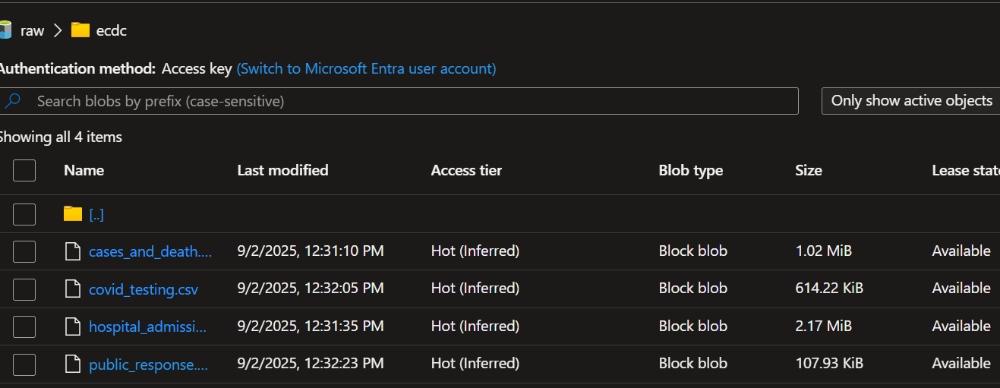 raw > ecdc
Authentication method: Access key (Switch to Microsoft Entra user account)
Search blobs by prefix (case-sensitive)
Only show active objects
Showing all 4 items
Name Last modified Access tier Blob type Size Lease state
[..]
cases_and_death.... 9/2/2025, 12:31:10 PM Hot (Inferred) Block blob 1.02 MiB Available
covid_testing.csv 9/2/2025, 12:32:05 PM Hot (Inferred) Block blob 614.22 KiB Available
hospital_admissi... 9/2/2025, 12:31:35 PM Hot (Inferred) Block blob 2.17 MiB Available
public_response.... 9/2/2025, 12:32:23 PM Hot (Inferred) Block blob 107.93 KiB Available